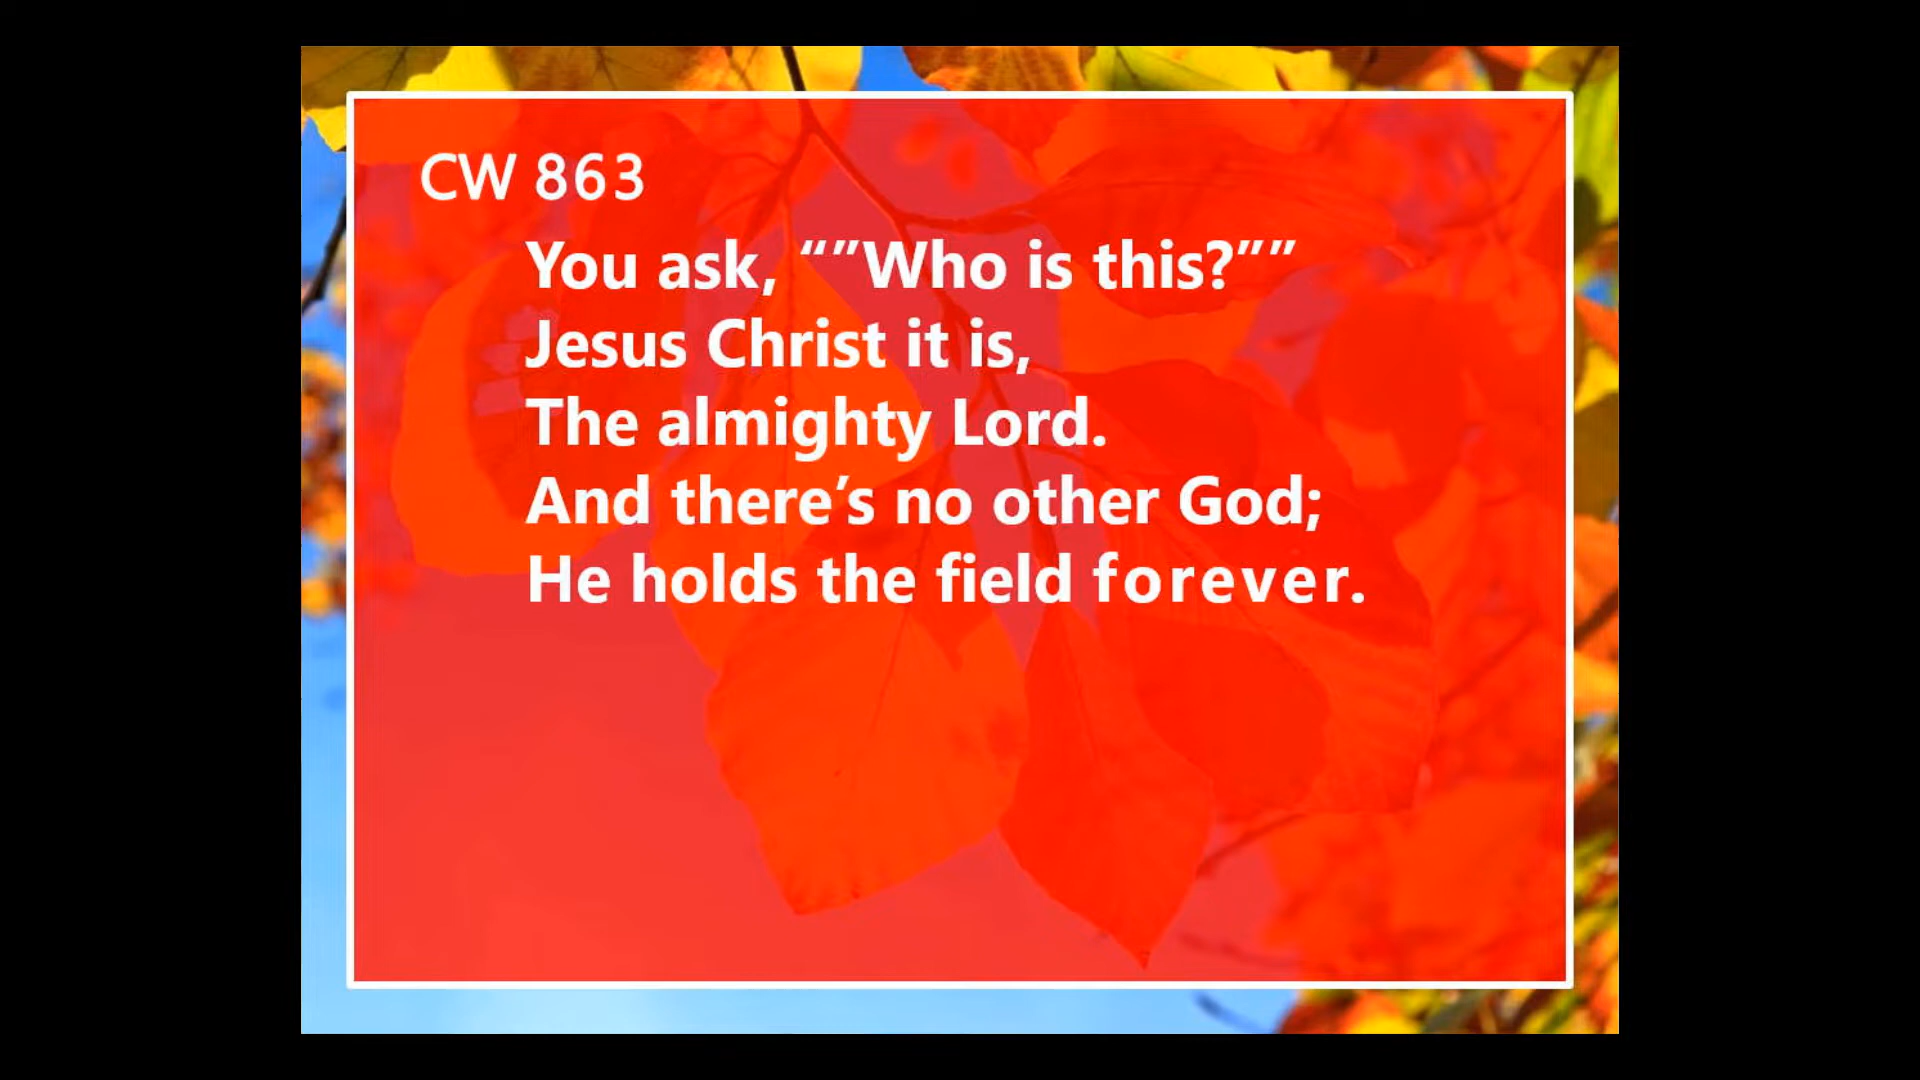 CW 863
You ask, “”Who is this?””
Jesus Christ it is,
The almighty Lord.
And there’s no other God;
He holds the field forever.